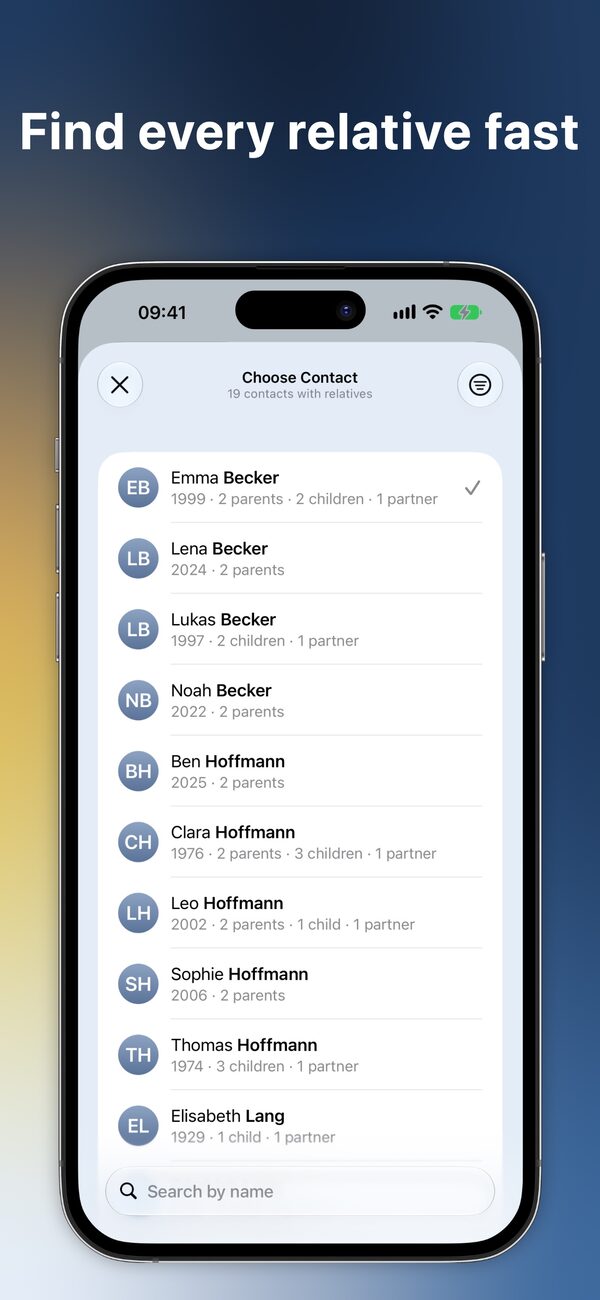 Find every relative fast
09:41
Choose Contact
19 contacts with relatives
EB
Emma Becker
1999 · 2 parents · 2 children · 1 partner
LB
Lena Becker
2024 · 2 parents
LB
Lukas Becker
1997 · 2 children · 1 partner
NB
Noah Becker
2022 · 2 parents
BH
Ben Hoffmann
2025 · 2 parents
CH
Clara Hoffmann
1976 · 2 parents · 3 children · 1 partner
LH
Leo Hoffmann
2002 · 2 parents · 1 child · 1 partner
SH
Sophie Hoffmann
2006 · 2 parents
TH
Thomas Hoffmann
1974 · 3 children · 1 partner
EL
Elisabeth Lang
1929 · 1 child · 1 partner
Search by name